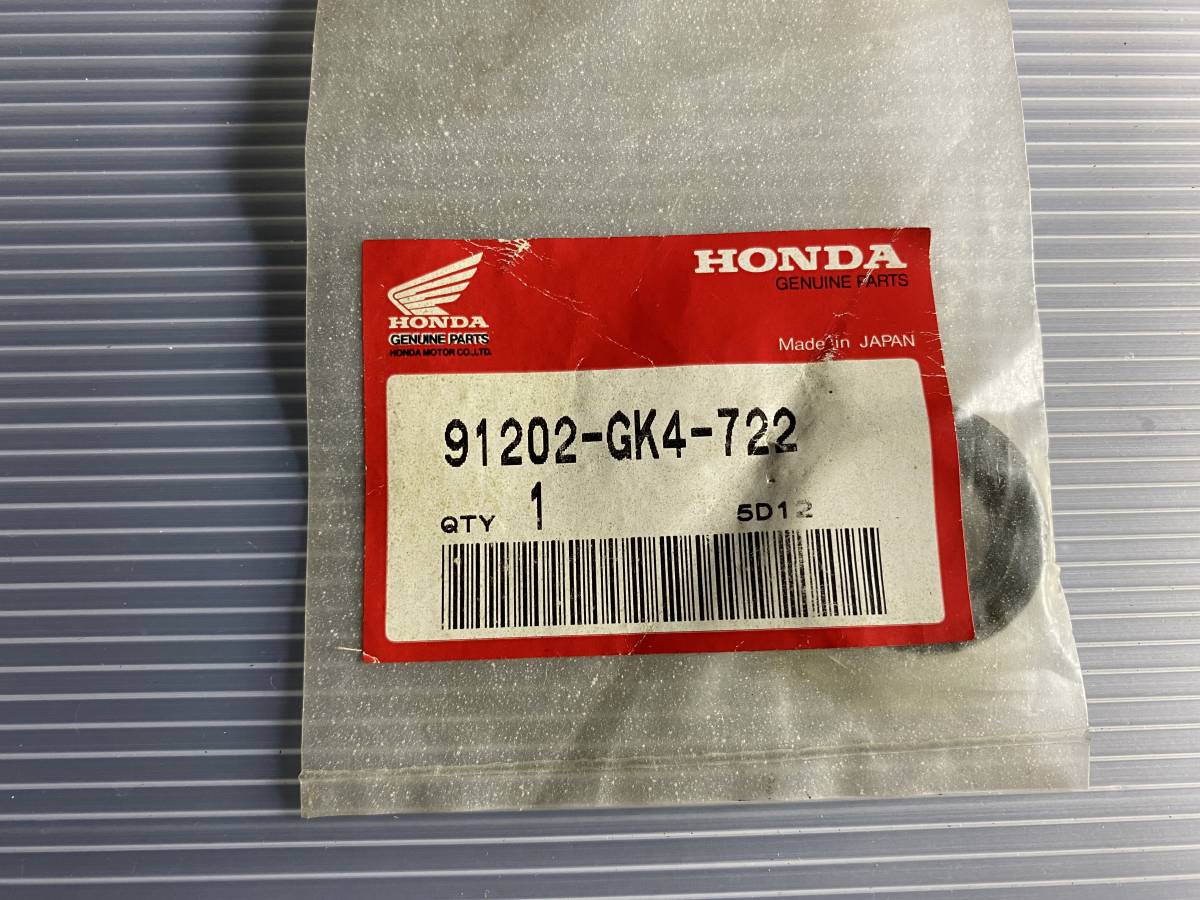 HONDA
GENUINE PARTS
HONDA MOTOR CO.,LTD.
HONDA
GENUINE PARTS
Made in JAPAN
91202-GK4-722
QTY 1 5D12